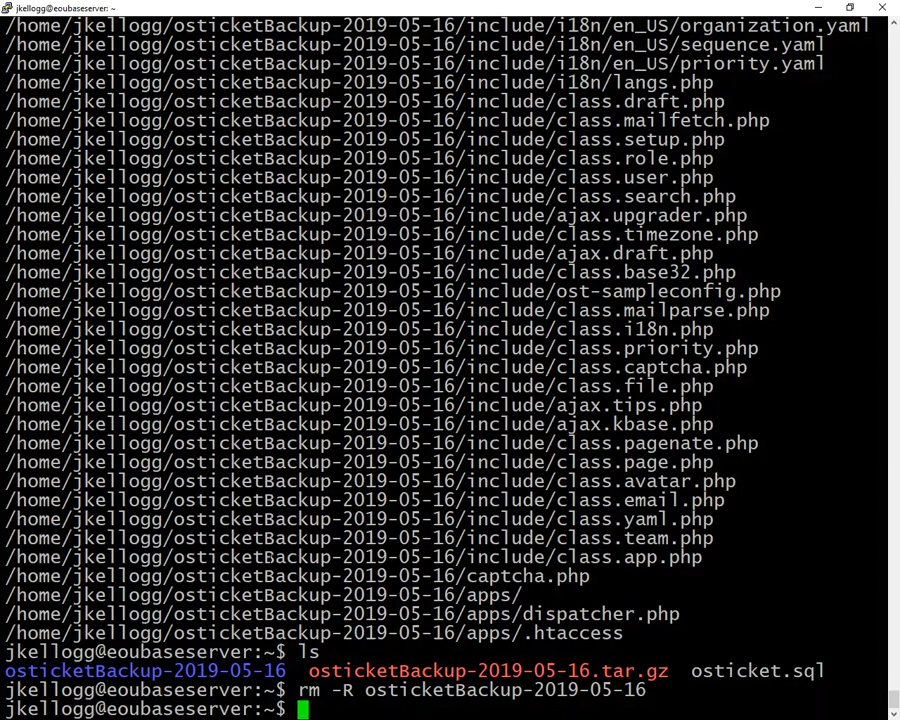 jkellogg@eoubaseserver: ~
/home/jkellogg/osticketBackup-2019-05-16/include/i18n/en_US/organization.yaml
/home/jkellogg/osticketBackup-2019-05-16/include/i18n/en_US/sequence.yaml
/home/jkellogg/osticketBackup-2019-05-16/include/i18n/en_US/priority.yaml
/home/jkellogg/osticketBackup-2019-05-16/include/i18n/langs.php
/home/jkellogg/osticketBackup-2019-05-16/include/class.draft.php
/home/jkellogg/osticketBackup-2019-05-16/include/class.mailfetch.php
/home/jkellogg/osticketBackup-2019-05-16/include/class.setup.php
/home/jkellogg/osticketBackup-2019-05-16/include/class.role.php
/home/jkellogg/osticketBackup-2019-05-16/include/class.user.php
/home/jkellogg/osticketBackup-2019-05-16/include/class.search.php
/home/jkellogg/osticketBackup-2019-05-16/include/ajax.upgrader.php
/home/jkellogg/osticketBackup-2019-05-16/include/class.timezone.php
/home/jkellogg/osticketBackup-2019-05-16/include/ajax.draft.php
/home/jkellogg/osticketBackup-2019-05-16/include/class.base32.php
/home/jkellogg/osticketBackup-2019-05-16/include/ost-sampleconfig.php
/home/jkellogg/osticketBackup-2019-05-16/include/class.mailparse.php
/home/jkellogg/osticketBackup-2019-05-16/include/class.i18n.php
/home/jkellogg/osticketBackup-2019-05-16/include/class.priority.php
/home/jkellogg/osticketBackup-2019-05-16/include/class.captcha.php
/home/jkellogg/osticketBackup-2019-05-16/include/class.file.php
/home/jkellogg/osticketBackup-2019-05-16/include/ajax.tips.php
/home/jkellogg/osticketBackup-2019-05-16/include/ajax.kbase.php
/home/jkellogg/osticketBackup-2019-05-16/include/class.pagenate.php
/home/jkellogg/osticketBackup-2019-05-16/include/class.page.php
/home/jkellogg/osticketBackup-2019-05-16/include/class.avatar.php
/home/jkellogg/osticketBackup-2019-05-16/include/class.email.php
/home/jkellogg/osticketBackup-2019-05-16/include/class.yaml.php
/home/jkellogg/osticketBackup-2019-05-16/include/class.team.php
/home/jkellogg/osticketBackup-2019-05-16/include/class.app.php
/home/jkellogg/osticketBackup-2019-05-16/captcha.php
/home/jkellogg/osticketBackup-2019-05-16/apps/
/home/jkellogg/osticketBackup-2019-05-16/apps/dispatcher.php
/home/jkellogg/osticketBackup-2019-05-16/apps/.htaccess
jkellogg@eoubaseserver:~$ ls
osticketBackup-2019-05-16  osticketBackup-2019-05-16.tar.gz  osticket.sql
jkellogg@eoubaseserver:~$ rm -R osticketBackup-2019-05-16
jkellogg@eoubaseserver:~$